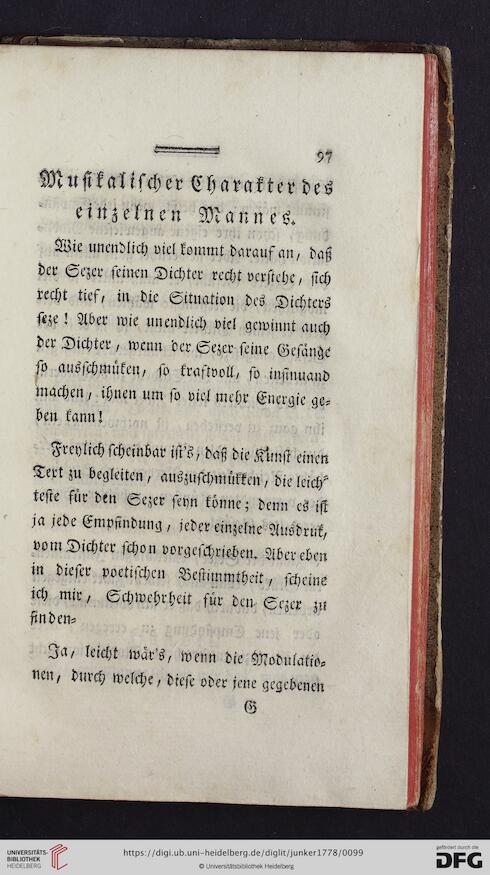 97
Musikalischer Charakter des
einzelnen Mannes.
Wie unendlich viel kommt darauf an, daß
der Sezer seinen Dichter recht verstehe, sich
recht tief, in die Situation des Dichters
seze! Aber wie unendlich viel gewinnt auch
der Dichter, wenn der Sezer seine Gesänge
so ausschmüken, so kraftvoll, so insinuand
machen, ihnen um so viel mehr Energie ge-
ben kann!
Freylich scheinbar ist's, daß die Kunst einen
Text zu begleiten, auszuschmükken, die leich-
teste für den Sezer seyn könne; denn es ist
ja jede Empfindung, jeder einzelne Ausdruk,
vom Dichter schon vorgeschrieben. Aber eben
in dieser poetischen Bestimmtheit, scheine
ich mir, Schwehrheit für den Sezer zu
finden-
Ja, leicht wär's, wenn die Modulatio-
nen, durch welche, diese oder jene gegebenen
G
UNIVERSITÄTS-
BIBLIOTHEK
HEIDELBERG
https://digi.ub.uni-heidelberg.de/diglit/junker1778/0099
© Universitätsbibliothek Heidelberg
gefördert durch die
DFG